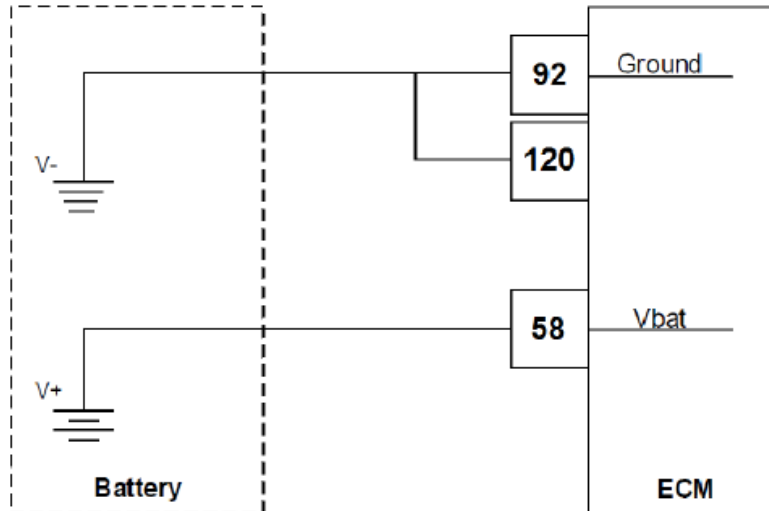 92
Ground
120
V-
58
Vbat
V+
Battery
ECM